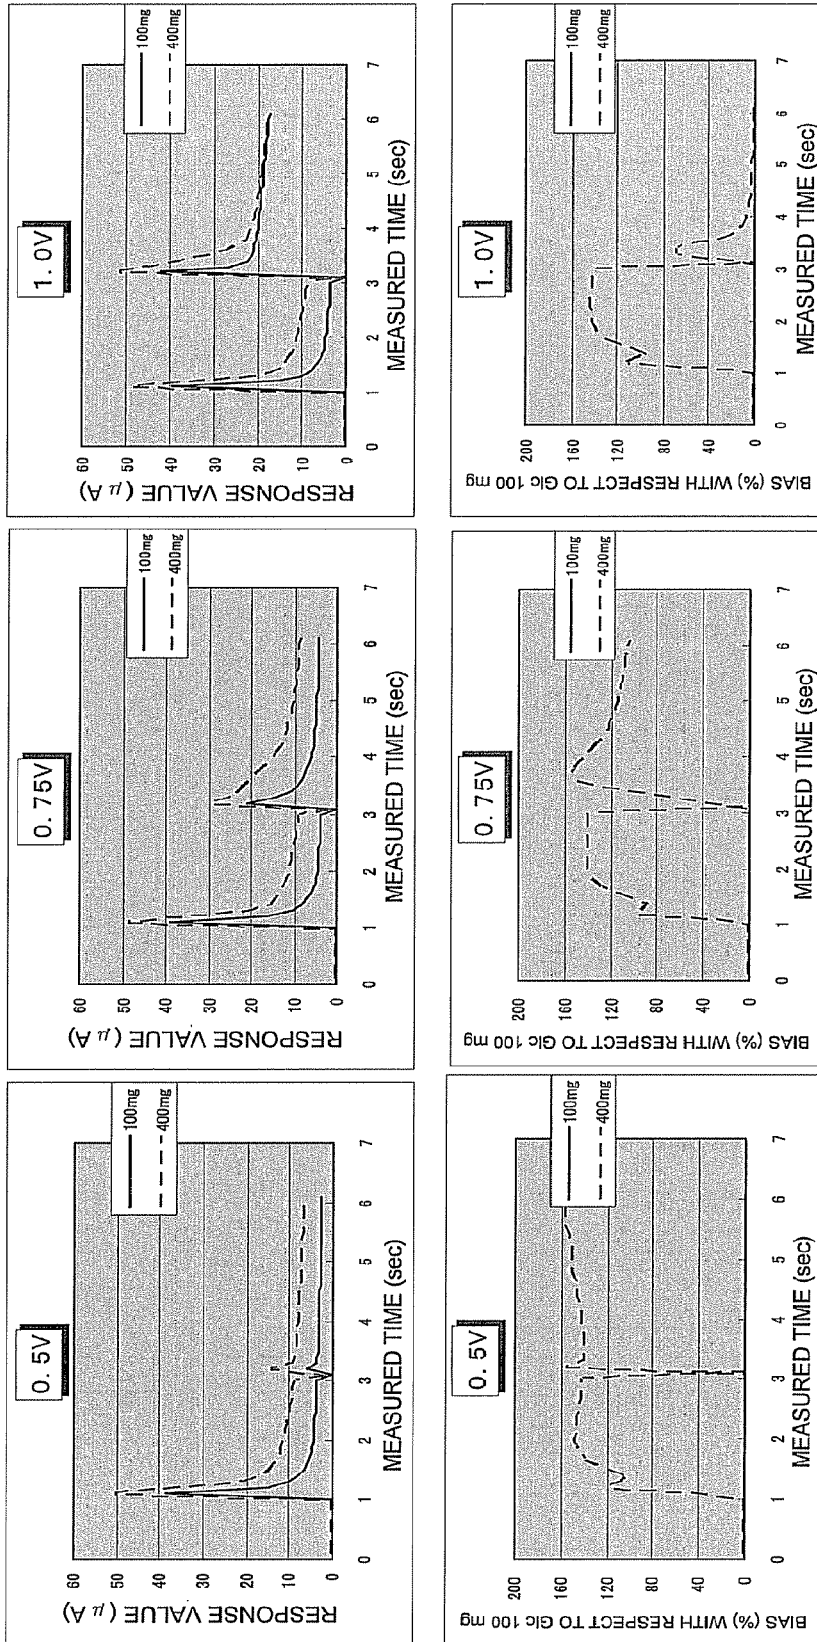 0. 5V
RESPONSE VALUE (μ A)
60
50
40
30
20
10
0
0 1 2 3 4 5 6 7
MEASURED TIME (sec)
100mg
400mg
0. 75V
RESPONSE VALUE (μ A)
60
50
40
30
20
10
0
0 1 2 3 4 5 6 7
MEASURED TIME (sec)
100mg
400mg
1. 0V
RESPONSE VALUE (μ A)
60
50
40
30
20
10
0
0 1 2 3 4 5 6 7
MEASURED TIME (sec)
100mg
400mg
0. 5V
BIAS (%) WITH RESPECT TO Glc 100 mg
200
160
120
80
40
0
0 1 2 3 4 5 6 7
MEASURED TIME (sec)
100mg
400mg
0. 75V
BIAS (%) WITH RESPECT TO Glc 100 mg
200
160
120
80
40
0
0 1 2 3 4 5 6 7
MEASURED TIME (sec)
100mg
400mg
1. 0V
BIAS (%) WITH RESPECT TO Glc 100 mg
200
160
120
80
40
0
0 1 2 3 4 5 6 7
MEASURED TIME (sec)
100mg
400mg